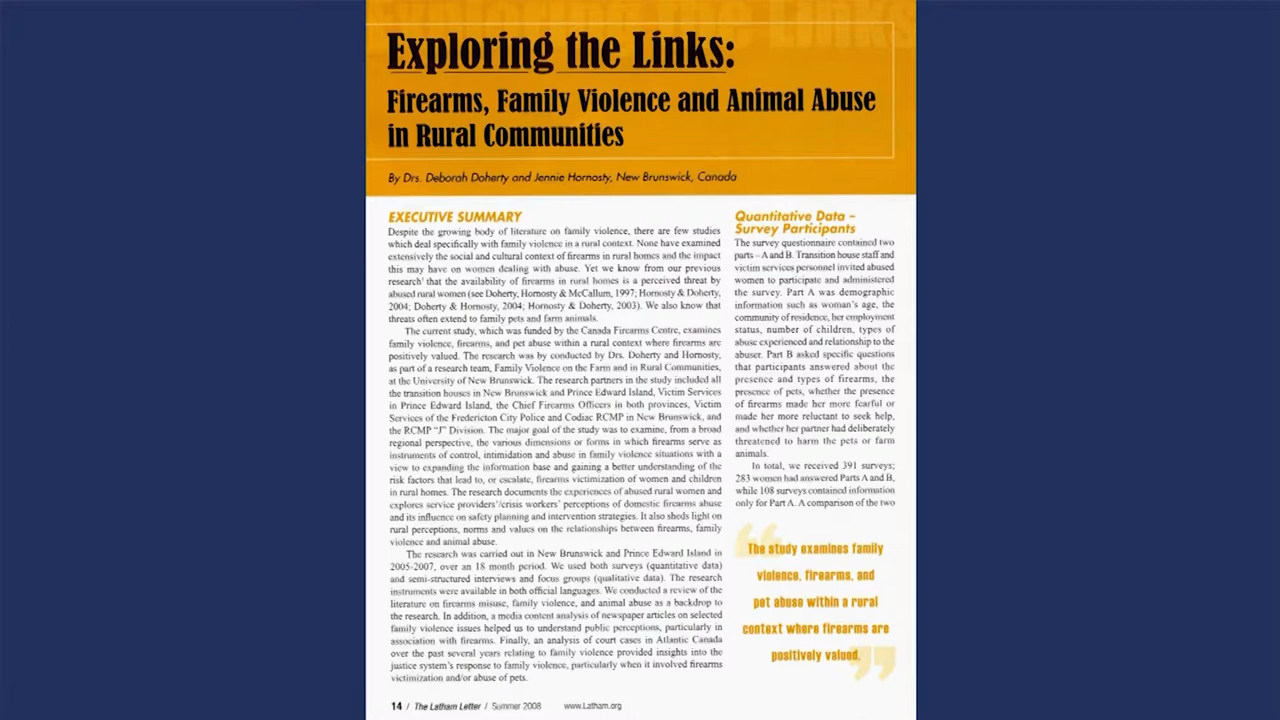 Exploring the Links:
Firearms, Family Violence and Animal Abuse
in Rural Communities
By Drs. Deborah Doherty and Jennie Hornosty, New Brunswick, Canada
EXECUTIVE SUMMARY
Despite the growing body of literature on family violence, there are few studies
which deal specifically with family violence in a rural context. None have examined
extensively the social and cultural context of firearms in rural homes and the impact
this may have on women dealing with abuse. Yet we know from our previous
research¹ that the availability of firearms in rural homes is a perceived threat by
abused rural women (see Doherty, Hornosty & McCallum, 1997; Hornosty & Doherty,
2004; Doherty & Hornosty, 2004; Hornosty & Doherty, 2003). We also know that
threats often extend to family pets and farm animals.
The current study, which was funded by the Canada Firearms Centre, examines
family violence, firearms, and pet abuse within a rural context where firearms are
positively valued. The research was by conducted by Drs. Doherty and Hornosty,
as part of a research team, Family Violence on the Farm and in Rural Communities,
at the University of New Brunswick. The research partners in the study included all
the transition houses in New Brunswick and Prince Edward Island, Victim Services
in Prince Edward Island, the Chief Firearms Officers in both provinces, Victim
Services of the Fredericton City Police and Codiac RCMP in New Brunswick, and
the RCMP "J" Division. The major goal of the study was to examine, from a broad
regional perspective, the various dimensions or forms in which firearms serve as
instruments of control, intimidation and abuse in family violence situations with a
view to expanding the information base and gaining a better understanding of the
risk factors that lead to, or escalate, firearms victimization of women and children
in rural homes. The research documents the experiences of abused rural women and
explores service providers'/crisis workers' perceptions of domestic firearms abuse
and its influence on safety planning and intervention strategies. It also sheds light on
rural perceptions, norms and values on the relationships between firearms, family
violence and animal abuse.
The research was carried out in New Brunswick and Prince Edward Island in
2005-2007, over an 18 month period. We used both surveys (quantitative data)
and semi-structured interviews and focus groups (qualitative data). The research
instruments were available in both official languages. We conducted a review of the
literature on firearms misuse, family violence, and animal abuse as a backdrop to
the research. In addition, a media content analysis of newspaper articles on selected
family violence issues helped us to understand public perceptions, particularly in
association with firearms. Finally, an analysis of court cases in Atlantic Canada
over the past several years relating to family violence provided insights into the
justice system's response to family violence, particularly when it involved firearms
victimization and/or abuse of pets.
Quantitative Data –
Survey Participants
The survey questionnaire contained two
parts – A and B. Transition house staff and
victim services personnel invited abused
women to participate and administered
the survey. Part A was demographic
information such as woman's age, the
community of residence, her employment
status, number of children, types of
abuse experienced and relationship to the
abuser. Part B asked specific questions
that participants answered about the
presence and types of firearms, the
presence of pets, whether the presence
of firearms made her more fearful or
made her more reluctant to seek help,
and whether her partner had deliberately
threatened to harm the pets or farm
animals.
In total, we received 391 surveys;
283 women had answered Parts A and B,
while 108 surveys contained information
only for Part A. A comparison of the two
"The study examines family
violence, firearms, and
pet abuse within a rural
context where firearms are
positively valued."
14 / The Latham Letter / Summer 2008 www.Latham.org